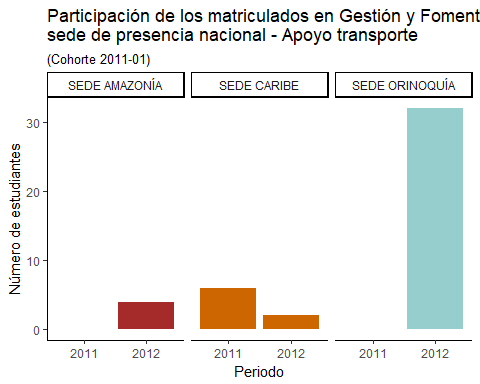 Participación de los matriculados en Gestión y Foment
sede de presencia nacional - Apoyo transporte
(Cohorte 2011-01)
SEDE AMAZONÍA SEDE CARIBE SEDE ORINOQUÍA
Número de estudiantes
30
20
10
0
2011 2012 2011 2012 2011 2012
Periodo